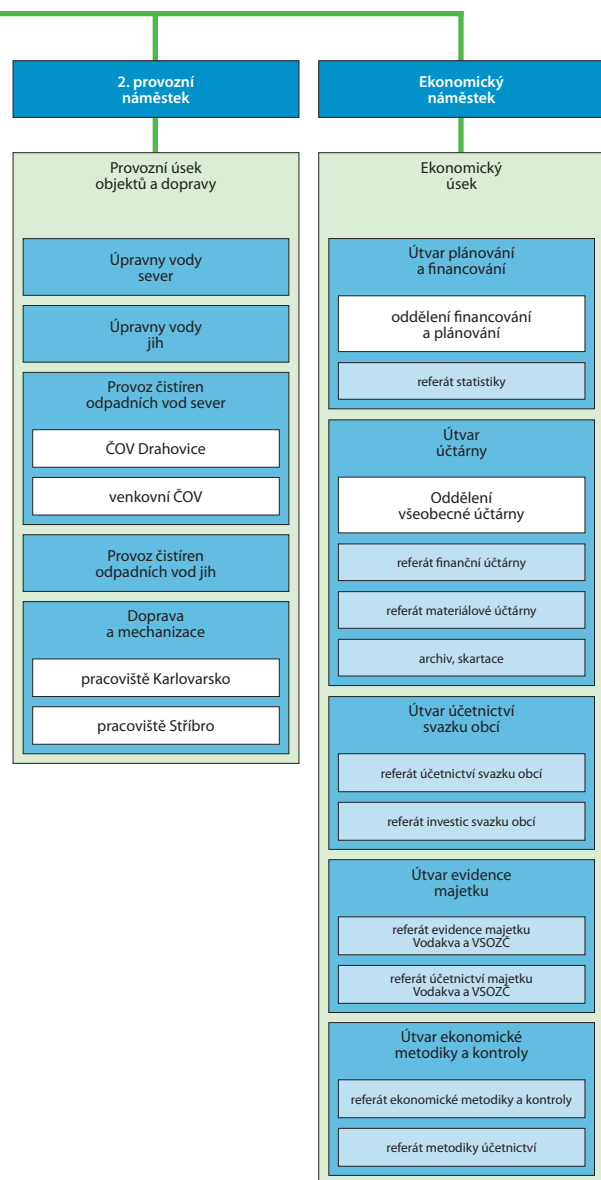 2. provozní
náměstek
Provozní úsek
objektů a dopravy
Úpravny vody
sever
Úpravny vody
jih
Provoz čistíren
odpadních vod sever
ČOV Drahovice
venkovní ČOV
Provoz čistíren
odpadních vod jih
Doprava
a mechanizace
pracoviště Karlovarsko
pracoviště Stříbro
Ekonomický
náměstek
Ekonomický
úsek
Útvar plánování
a financování
oddělení financování
a plánování
referát statistiky
Útvar
účtárny
Oddělení
všeobecné účtárny
referát finanční účtárny
referát materiálové účtárny
archiv, skartace
Útvar účetnictví
svazku obcí
referát účetnictví svazku obcí
referát investic svazku obcí
Útvar evidence
majetku
referát evidence majetku
Vodakva a VSOZČ
referát účetnictví majetku
Vodakva a VSOZČ
Útvar ekonomické
metodiky a kontroly
referát ekonomické metodiky a kontroly
referát metodiky účetnictví